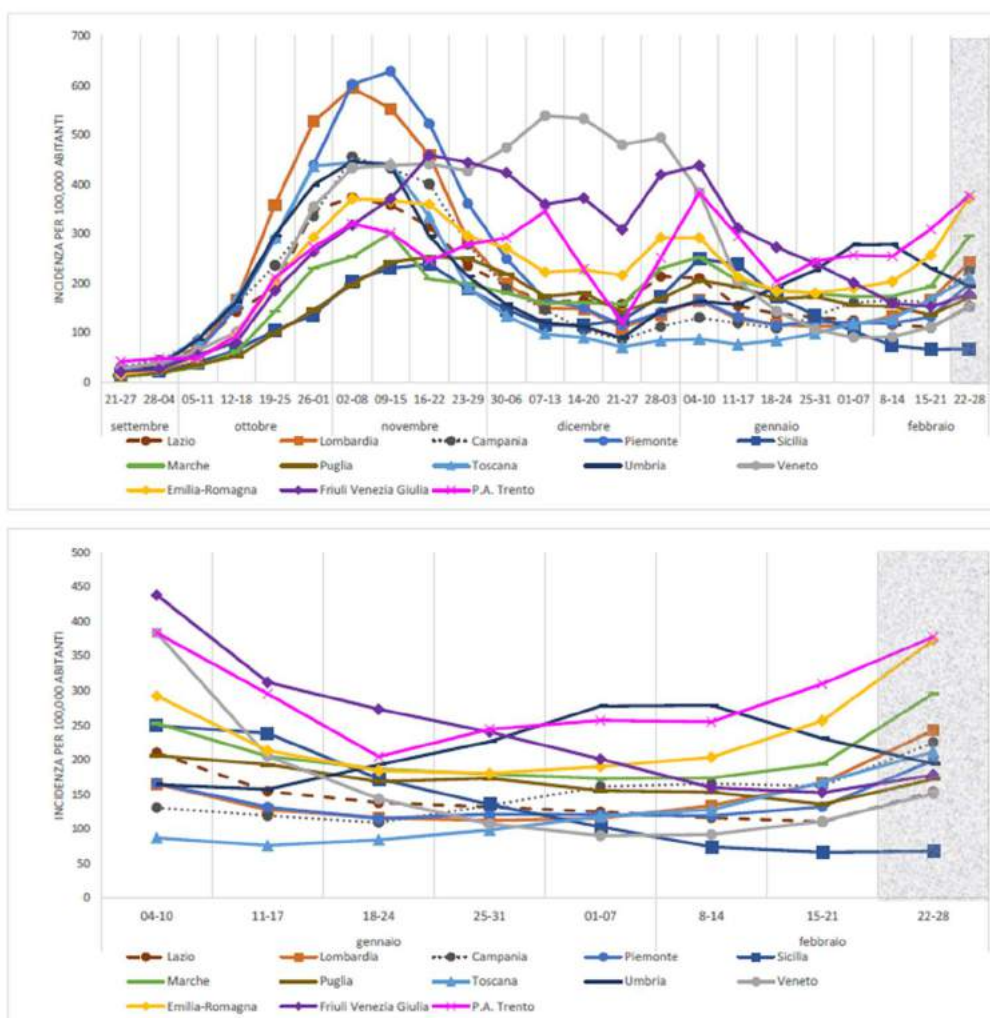 INCIDENZA PER 100,000 ABITANTI
700
600
500
400
300
200
100
0
21-27 28-04 05-11 12-18 19-25 26-01 02-08 09-15 16-22 23-29 30-06 07-13 14-20 21-27 28-03 04-10 11-17 18-24 25-31 01-07 8-14 15-21 22-28
settembre ottobre novembre dicembre gennaio febbraio
Lazio Lombardia Campania Piemonte Sicilia
Marche Puglia Toscana Umbria Veneto
Emilia-Romagna Friuli Venezia Giulia P.A. Trento
INCIDENZA PER 100,000 ABITANTI
500
450
400
350
300
250
200
150
100
50
0
04-10 11-17 18-24 25-31 01-07 8-14 15-21 22-28
gennaio febbraio
Lazio Lombardia Campania Piemonte Sicilia
Marche Puglia Toscana Umbria Veneto
Emilia-Romagna Friuli Venezia Giulia P.A. Trento